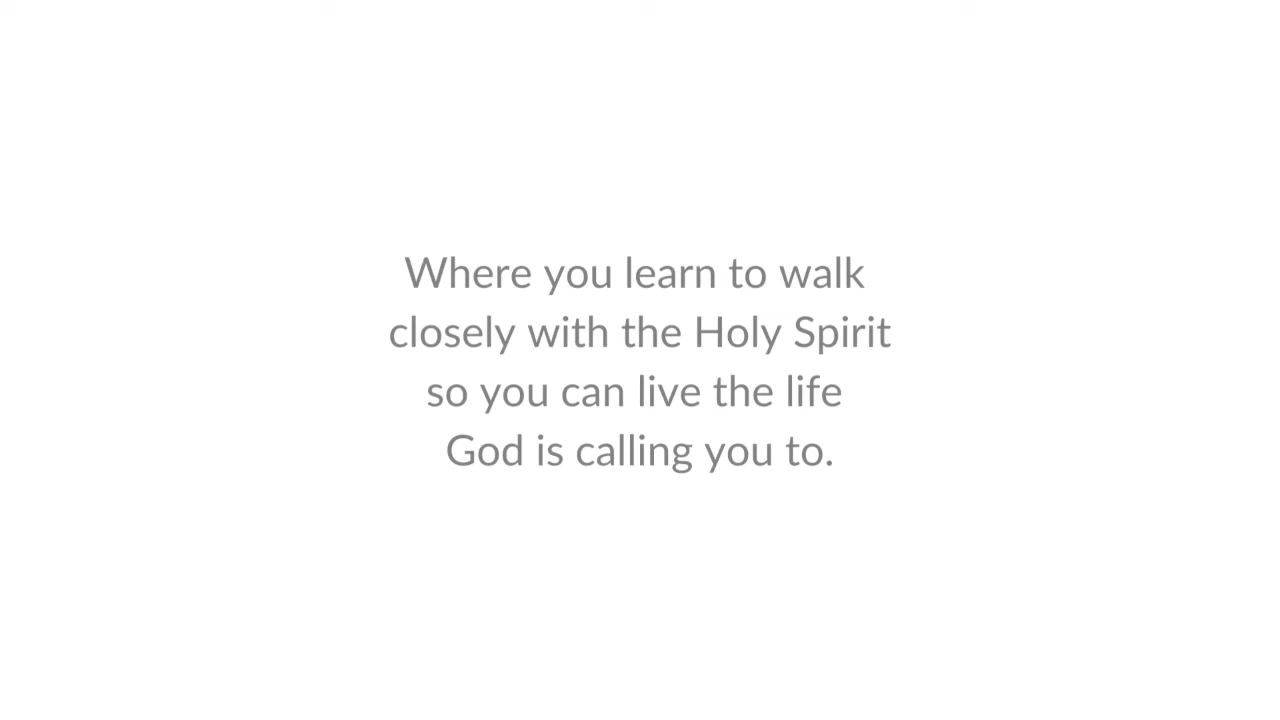 Where you learn to walk
closely with the Holy Spirit
so you can live the life
God is calling you to.